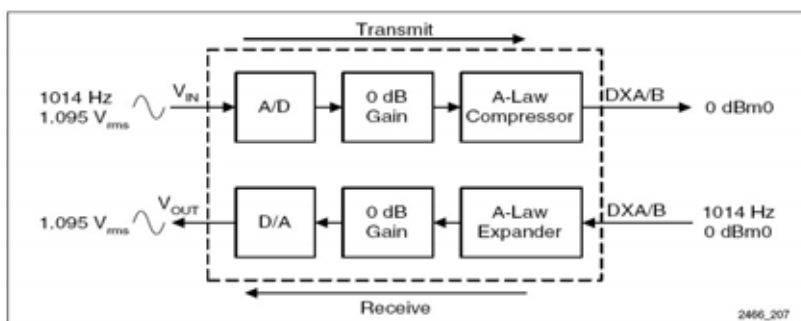 Transmit
1014 Hz
1.095 Vrms
VIN
A/D
0 dB
Gain
A-Law
Compressor
DXA/B
0 dBm0
1.095 Vrms
VOUT
D/A
0 dB
Gain
A-Law
Expander
DXA/B
1014 Hz
0 dBm0
Receive
2466_207